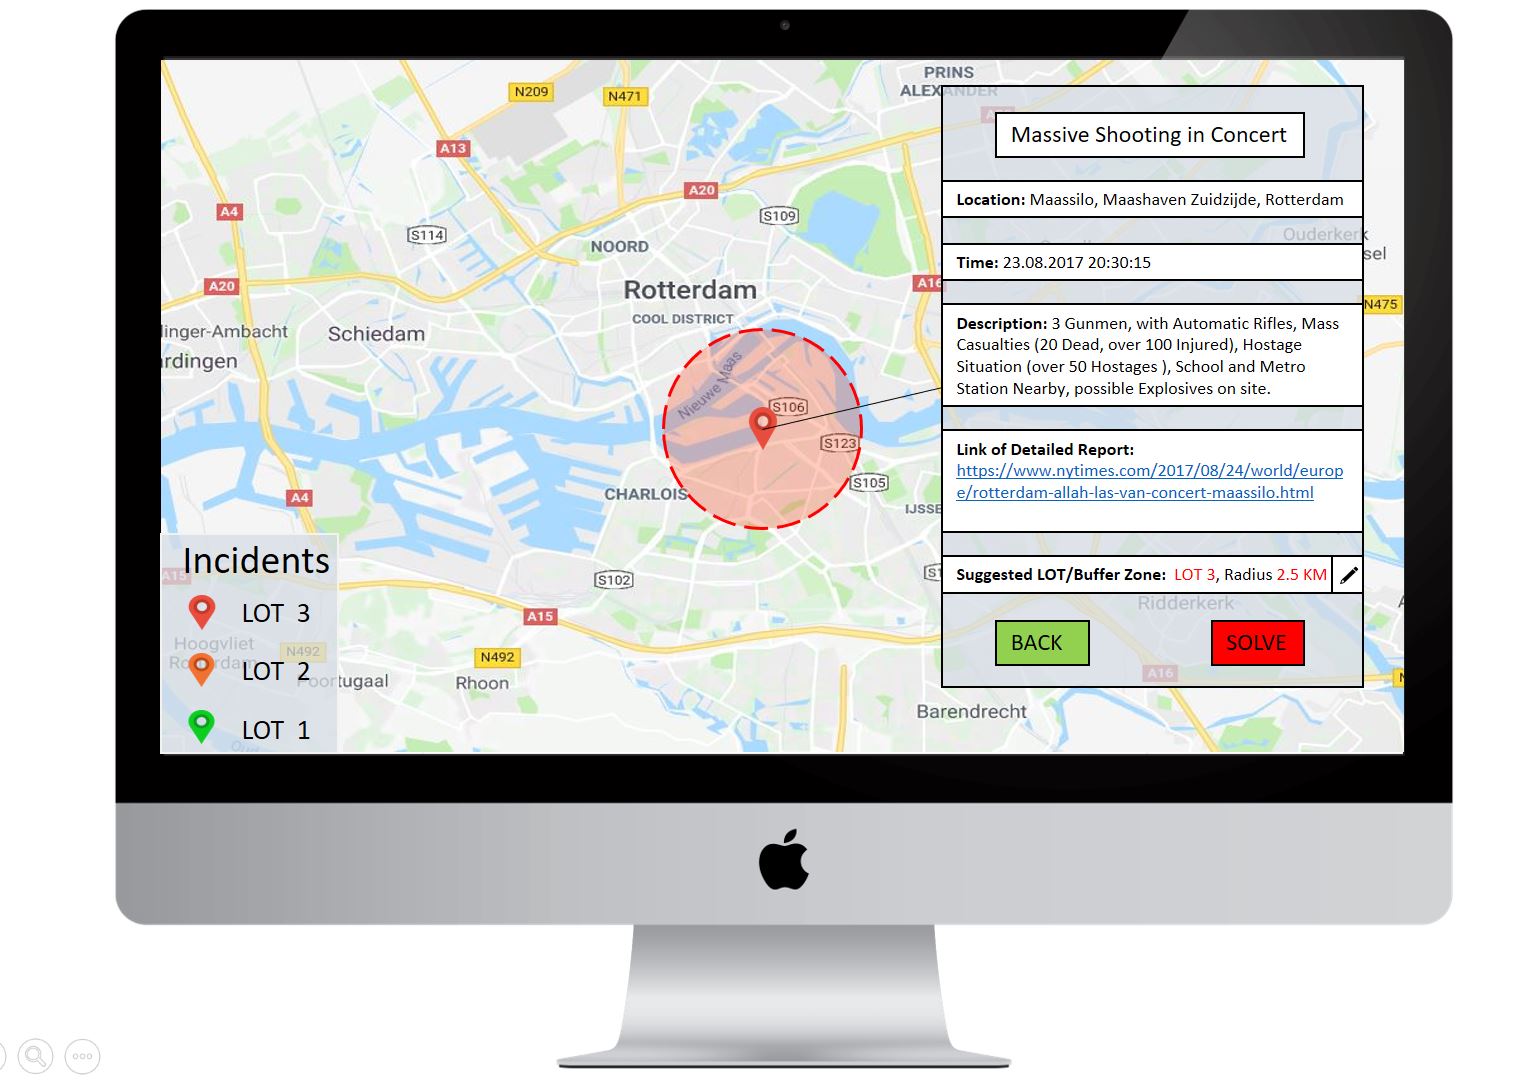 PRINS
ALEXANDER
N209
N471
A13
A20
A4
S109
S114
NOORD
A20
Rotterdam
COOL DISTRICT
Schiedam
linger-Ambacht
rdingen
Nieuwe Maas
S106
S123
S105
CHARLOIS
IJSSE
A4
S102
A15
A15
N492
N492
Hoogvliet
Portugaal
Rhoon
Barendrecht
Ridderkerk
A16
N475
Ouderkerk
sel
Massive Shooting in Concert
Location: Maassilo, Maashaven Zuidzijde, Rotterdam
Time: 23.08.2017 20:30:15
Description: 3 Gunmen, with Automatic Rifles, Mass
Casualties (20 Dead, over 100 Injured), Hostage
Situation (over 50 Hostages ), School and Metro
Station Nearby, possible Explosives on site.
Link of Detailed Report:
https://www.nytimes.com/2017/08/24/world/europ
e/rotterdam-allah-las-van-concert-maassilo.html
Suggested LOT/Buffer Zone: LOT 3, Radius 2.5 KM
BACK
SOLVE
Incidents
LOT 3
LOT 2
LOT 1